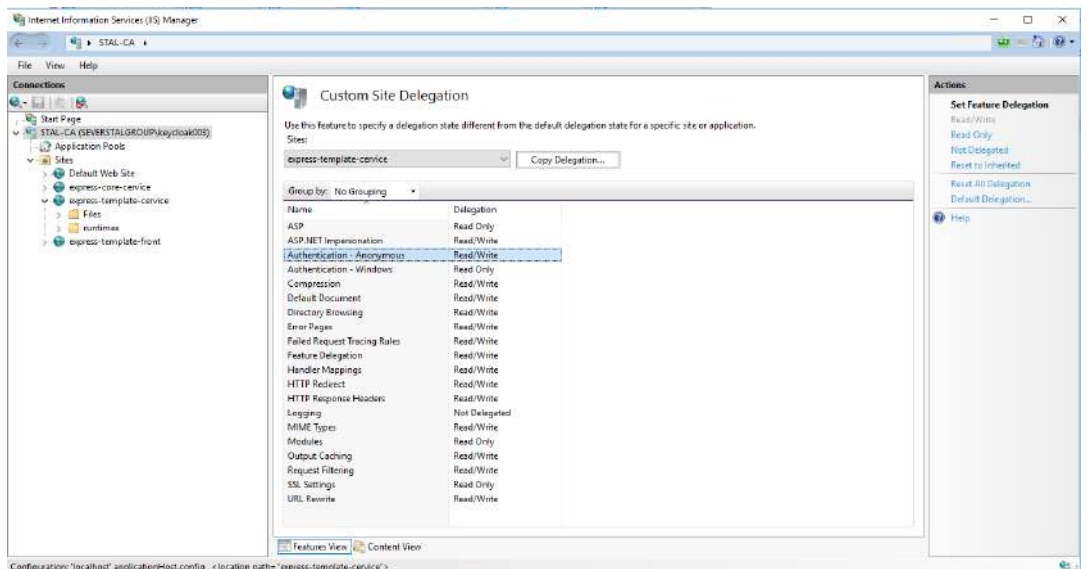 Internet Information Services (IIS) Manager
STAL-CA
File View Help
Connections
Start Page
STAL-CA (SEVERSTALGROUP\keycloak003)
Application Pools
Sites
Default Web Site
express-core-cervice
express-template-cervice
Files
runtimes
express-template-front
Custom Site Delegation
Use this feature to specify a delegation state different from the default delegation state for a specific site or application.
Sites:
express-template-cervice Copy Delegation...
Group by: No Grouping
Name Delegation
ASP Read Only
ASP.NET Impersonation Read/Write
Authentication - Anonymous Read/Write
Authentication - Windows Read Only
Compression Read/Write
Default Document Read/Write
Directory Browsing Read/Write
Error Pages Read/Write
Failed Request Tracing Rules Read/Write
Feature Delegation Read/Write
Handler Mappings Read/Write
HTTP Redirect Read/Write
HTTP Response Headers Read/Write
Logging Not Delegated
MIME Types Read/Write
Modules Read Only
Output Caching Read/Write
Request Filtering Read/Write
SSL Settings Read Only
URL Rewrite Read/Write
Features View Content View
Actions
Set Feature Delegation
Read/Write
Read Only
Not Delegated
Reset to Inherited
Reset All Delegation
Default Delegation...
Help
Configuration: 'localhost' applicationHost.config , <location path="express-template-cervice">